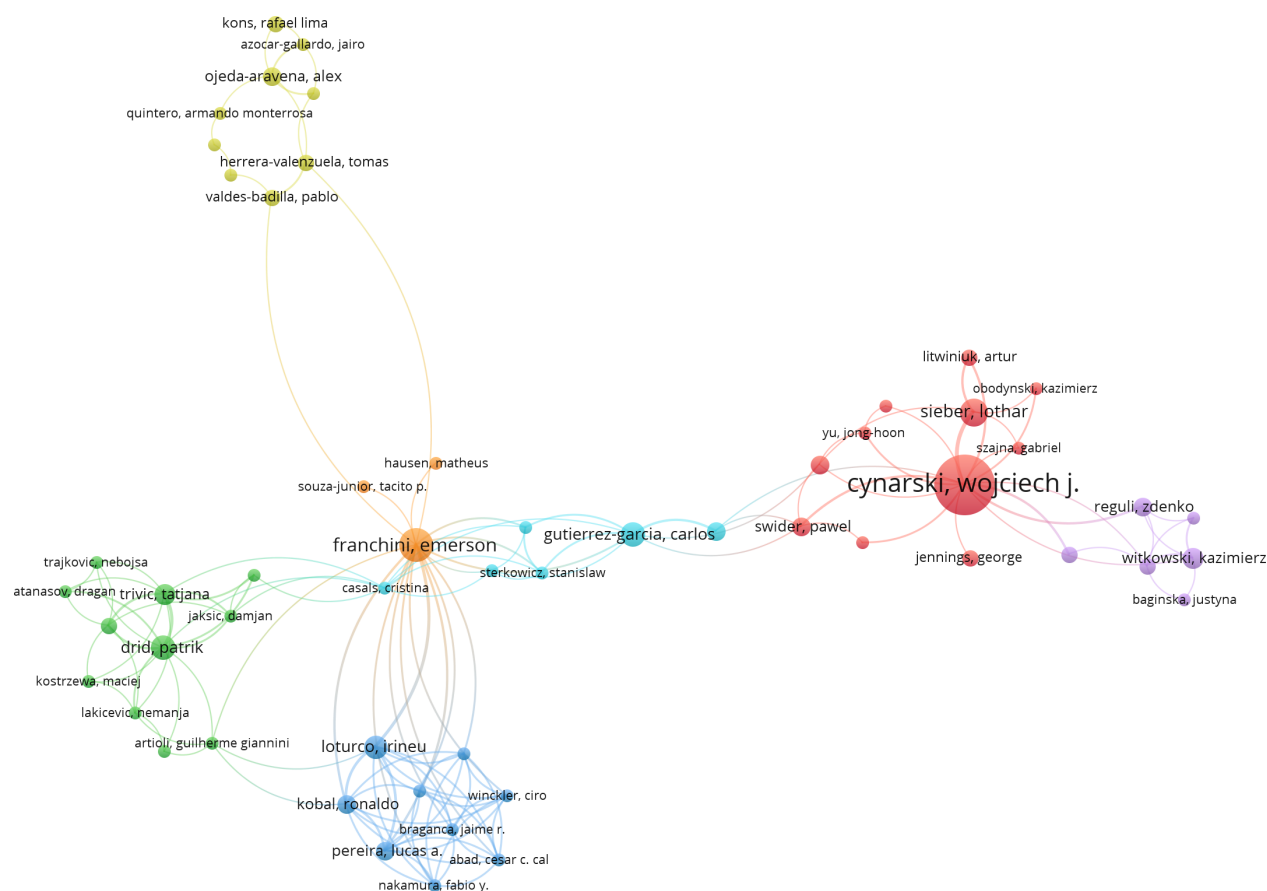 kons, rafael lima
azocar-gallardo, jairo
ojeda-aravena, alex
quintero, armando monterrosa
herrera-valenzuela, tomas
valdes-badilla, pablo
litwiniuk, artur
obodynski, kazimierz
sieber, lothar
yu, jong-hoon
szajna, gabriel
hausen, matheus
cynarski, wojciech j.
souza-junior, tacito p.
reguli, zdenko
swider, pawel
gutierrez-garcia, carlos
franchini, emerson
jennings, george
witkowski, kazimierz
trajkovic, nebojsa
sterkowicz, stanislaw
casals, cristina
atanasov, dragan
trivic, tatjana
baginska, justyna
jaksic, damjan
drid, patrik
kostrzewa, maciej
lakicevic, nemanja
artioli, guilherme giannini
loturco, irineu
winckler, ciro
kobal, ronaldo
braganca, jaime r.
pereira, lucas a.
abad, cesar c. cal
nakamura, fabio y.